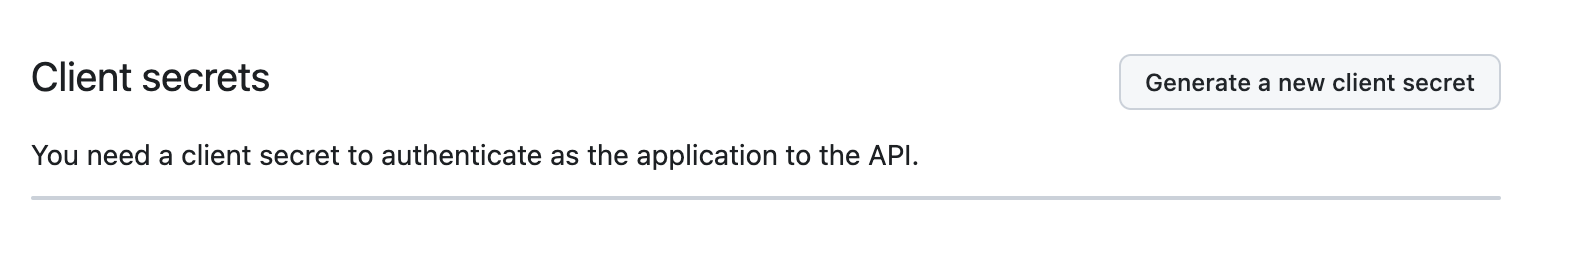 Client secrets
Generate a new client secret
You need a client secret to authenticate as the application to the API.